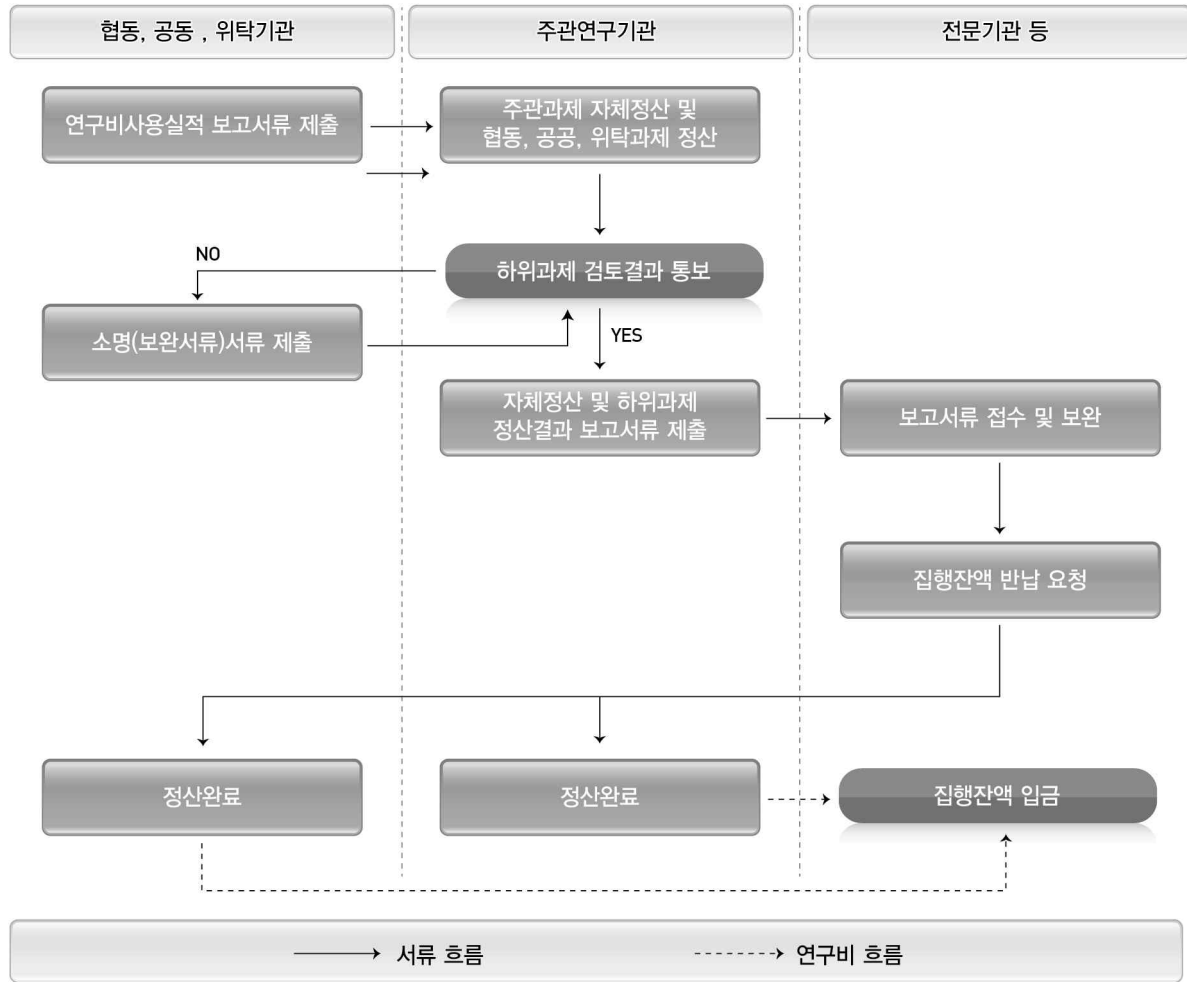 협동, 공동 , 위탁기관
주관연구기관
전문기관 등
연구비사용실적 보고서류 제출
주관과제 자체정산 및
협동, 공공, 위탁과제 정산
NO
하위과제 검토결과 통보
소명(보완서류)서류 제출
YES
자체정산 및 하위과제
정산결과 보고서류 제출
보고서류 접수 및 보완
집행잔액 반납 요청
정산완료
정산완료
집행잔액 입금
서류 흐름
연구비 흐름